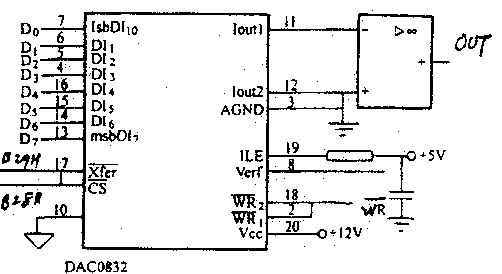 7 11
D0 lsbDI10 Iout1 −
6
D1 DI1 ▷∞
5
D2 DI2 OUT
4
D3 DI3
16 12
D4 DI4 Iout2 +
15 3
D5 DI5 AGND
14
D6 DI6
13
D7 msbDI7
19
ILE +5V
17 8
Xfer Verf
CS
18
WR2 WR
10 2
WR1
20
Vcc +12V
DAC0832